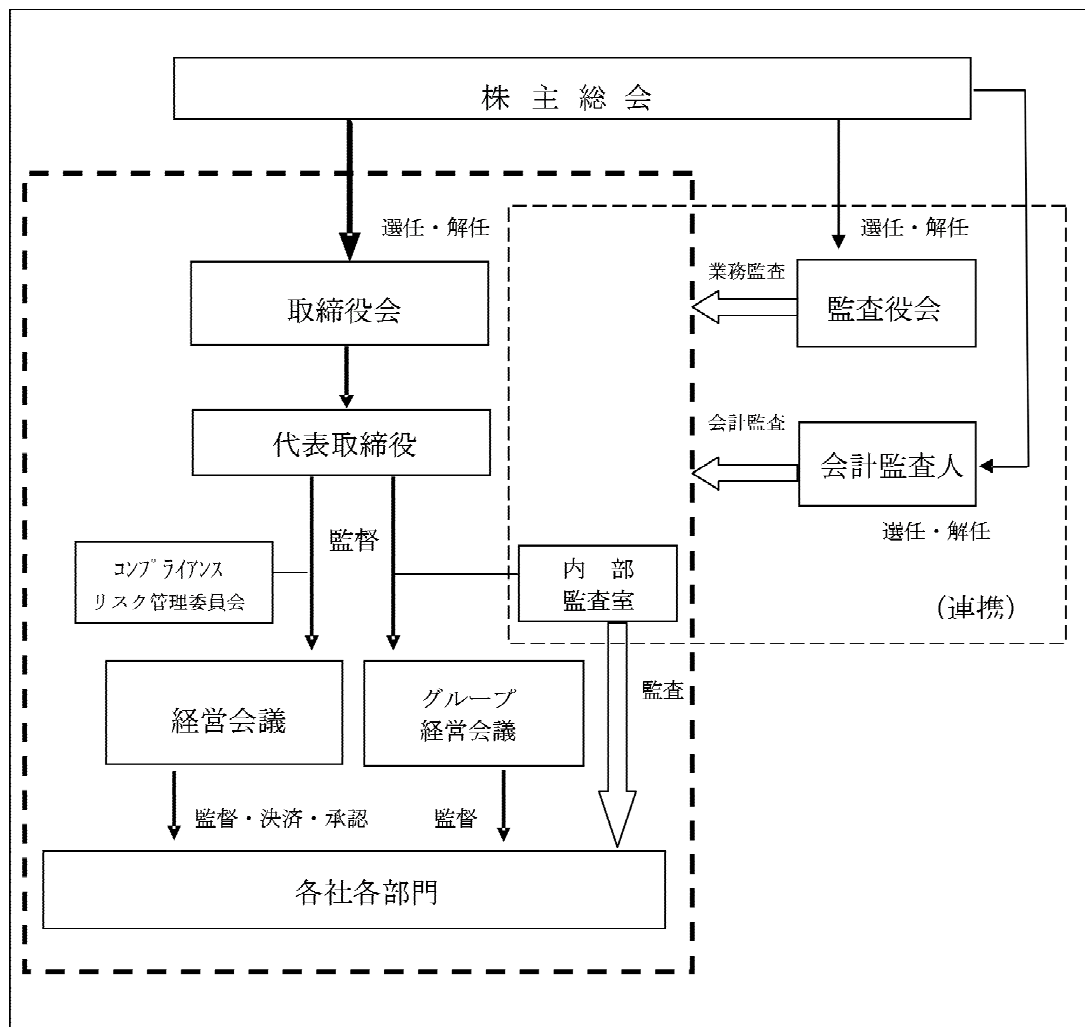 株 主 総 会
選任・解任
選任・解任
業務監査
取締役会
監査役会
会計監査
代表取締役
会計監査人
選任・解任
監督
コンプライアンス
リスク管理委員会
内 部
監査室
(連携)
監査
経営会議
グループ
経営会議
監督・決済・承認
監督
各社各部門